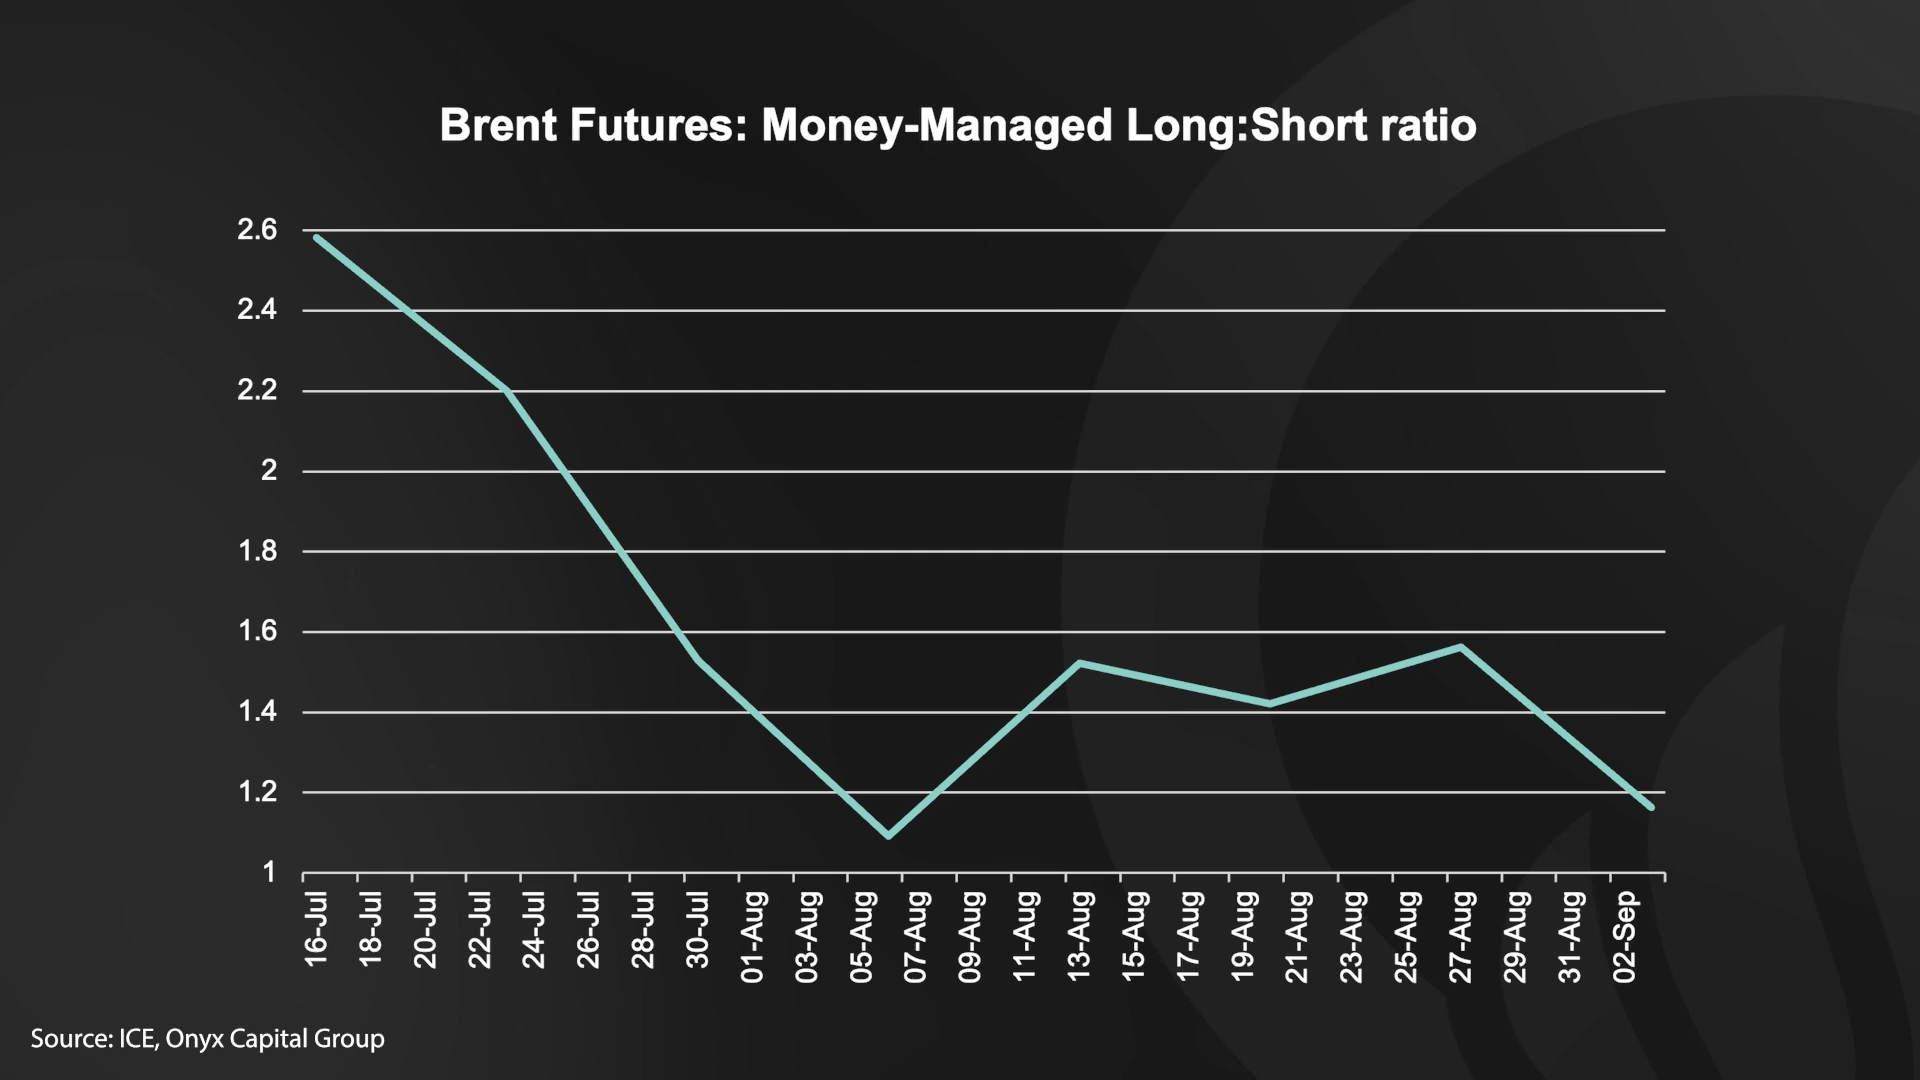 Brent Futures: Money-Managed Long:Short ratio
2.6
2.4
2.2
2
1.8
1.6
1.4
1.2
1
16-Jul
18-Jul
20-Jul
22-Jul
24-Jul
26-Jul
28-Jul
30-Jul
01-Aug
03-Aug
05-Aug
07-Aug
09-Aug
11-Aug
13-Aug
15-Aug
17-Aug
19-Aug
21-Aug
23-Aug
25-Aug
27-Aug
29-Aug
31-Aug
02-Sep
Source: ICE, Onyx Capital Group